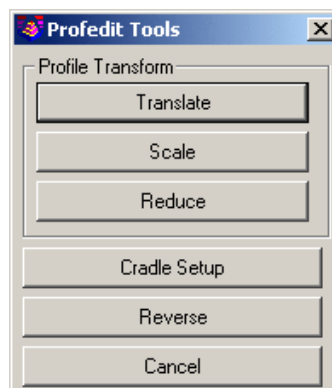 Profedit Tools
Profile Transform
Translate
Scale
Reduce
Cradle Setup
Reverse
Cancel